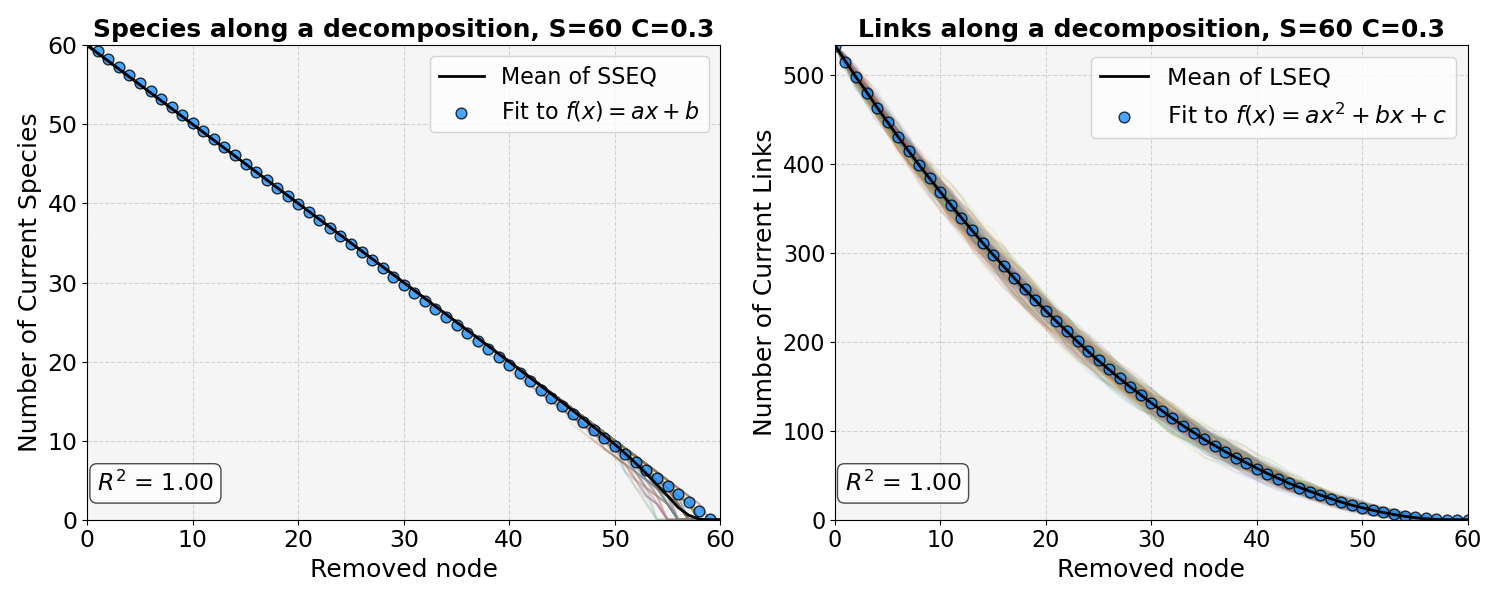 Species along a decomposition, S=60 C=0.3
Number of Current Species
60
50
40
30
20
10
0
Mean of SSEQ
Fit to f(x) = ax + b
R² = 1.00
0 10 20 30 40 50 60
Removed node
Links along a decomposition, S=60 C=0.3
Number of Current Links
500
400
300
200
100
0
Mean of LSEQ
Fit to f(x) = ax² + bx + c
R² = 1.00
0 10 20 30 40 50 60
Removed node